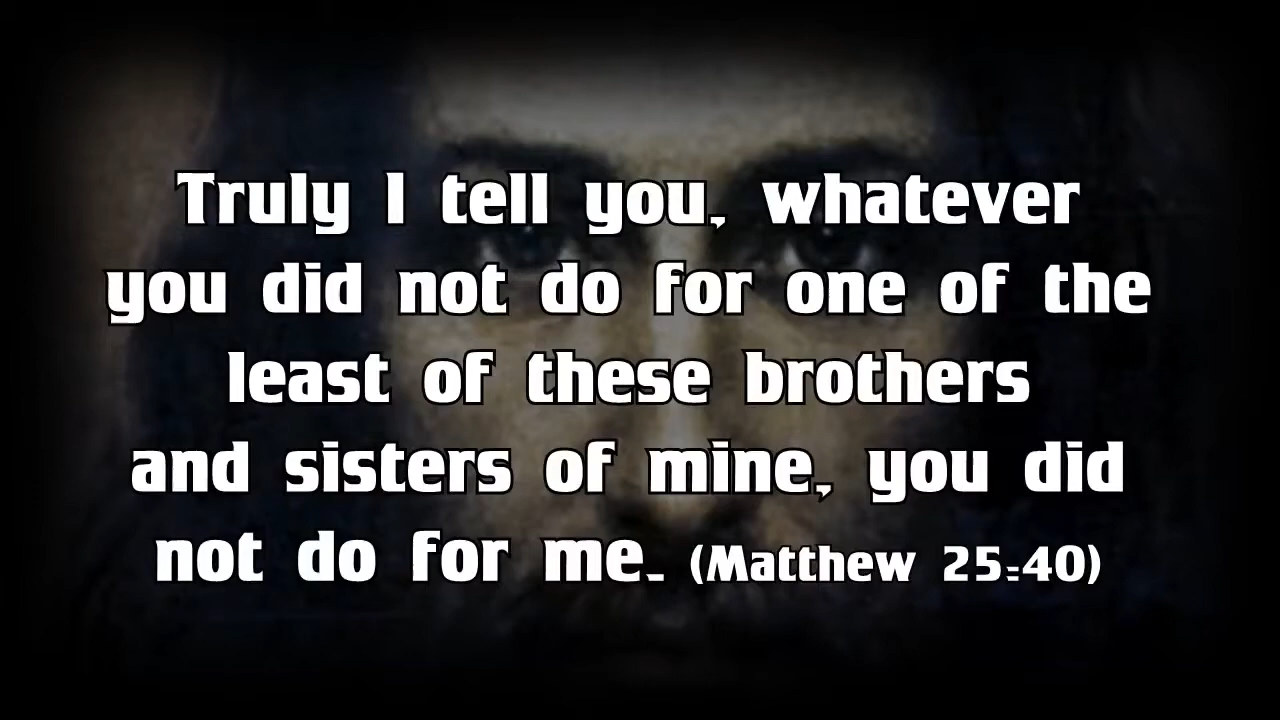 Truly I tell you, whatever
you did not do for one of the
least of these brothers
and sisters of mine, you did
not do for me. (Matthew 25:40)